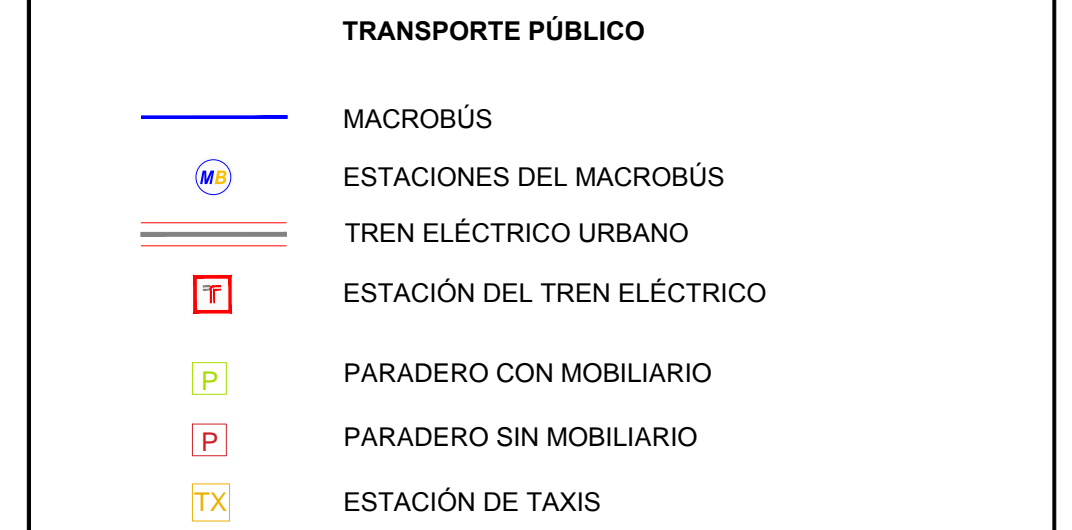 TRANSPORTE PÚBLICO
MACROBÚS
MB ESTACIONES DEL MACROBÚS
TREN ELÉCTRICO URBANO
ESTACIÓN DEL TREN ELÉCTRICO
P PARADERO CON MOBILIARIO
P PARADERO SIN MOBILIARIO
TX ESTACIÓN DE TAXIS